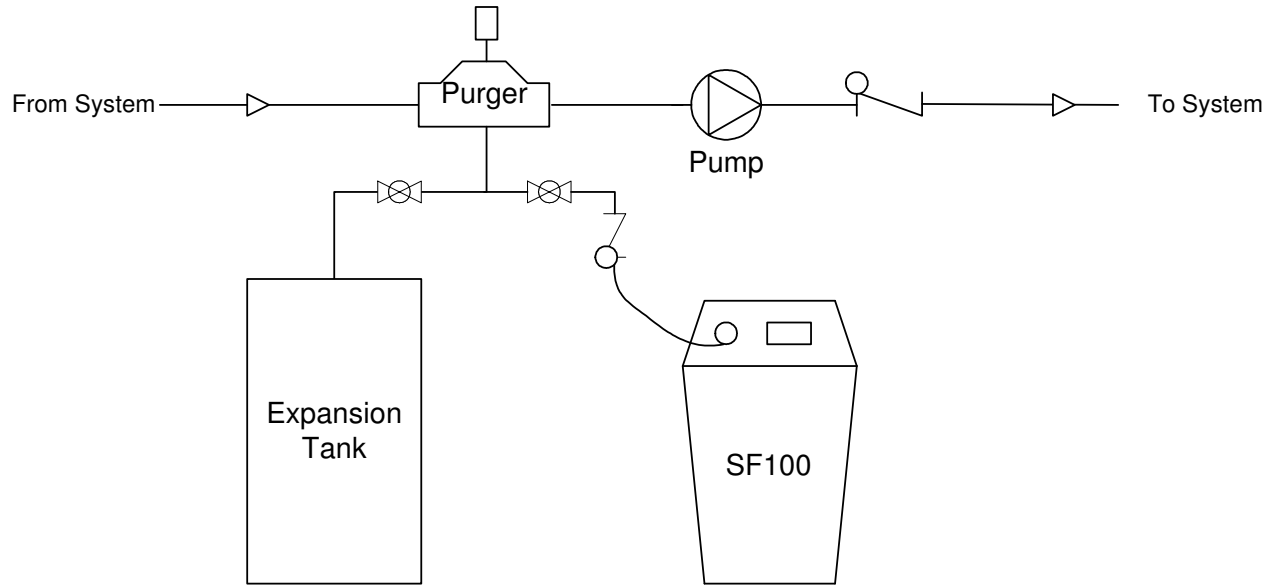 Purger
From System
To System
Pump
Expansion
Tank
SF100